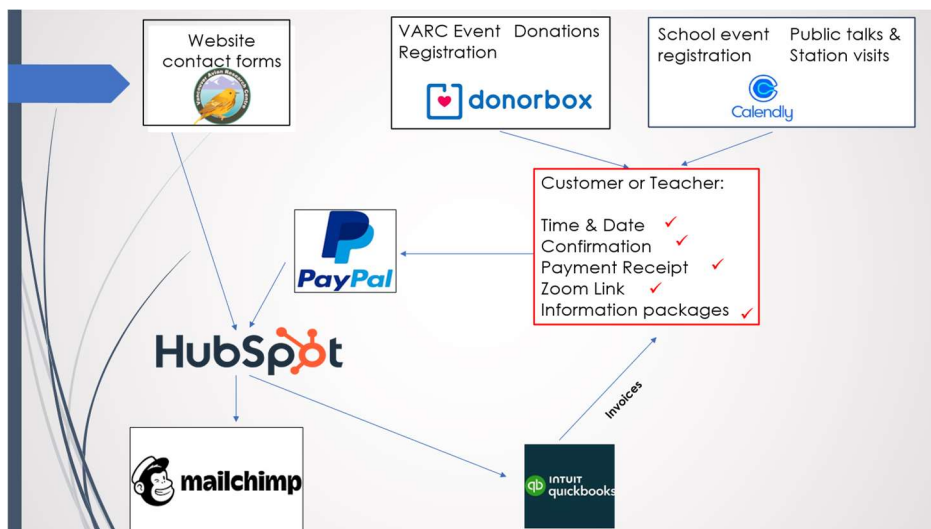 Website
contact forms
VARC Event Donations
Registration
donorbox
School event Public talks &
registration Station visits
Calendly
Customer or Teacher:
Time & Date
Confirmation
Payment Receipt
Zoom Link
Information packages
PayPal
HubSpot
Invoices
mailchimp
qb INTUIT
quickbooks